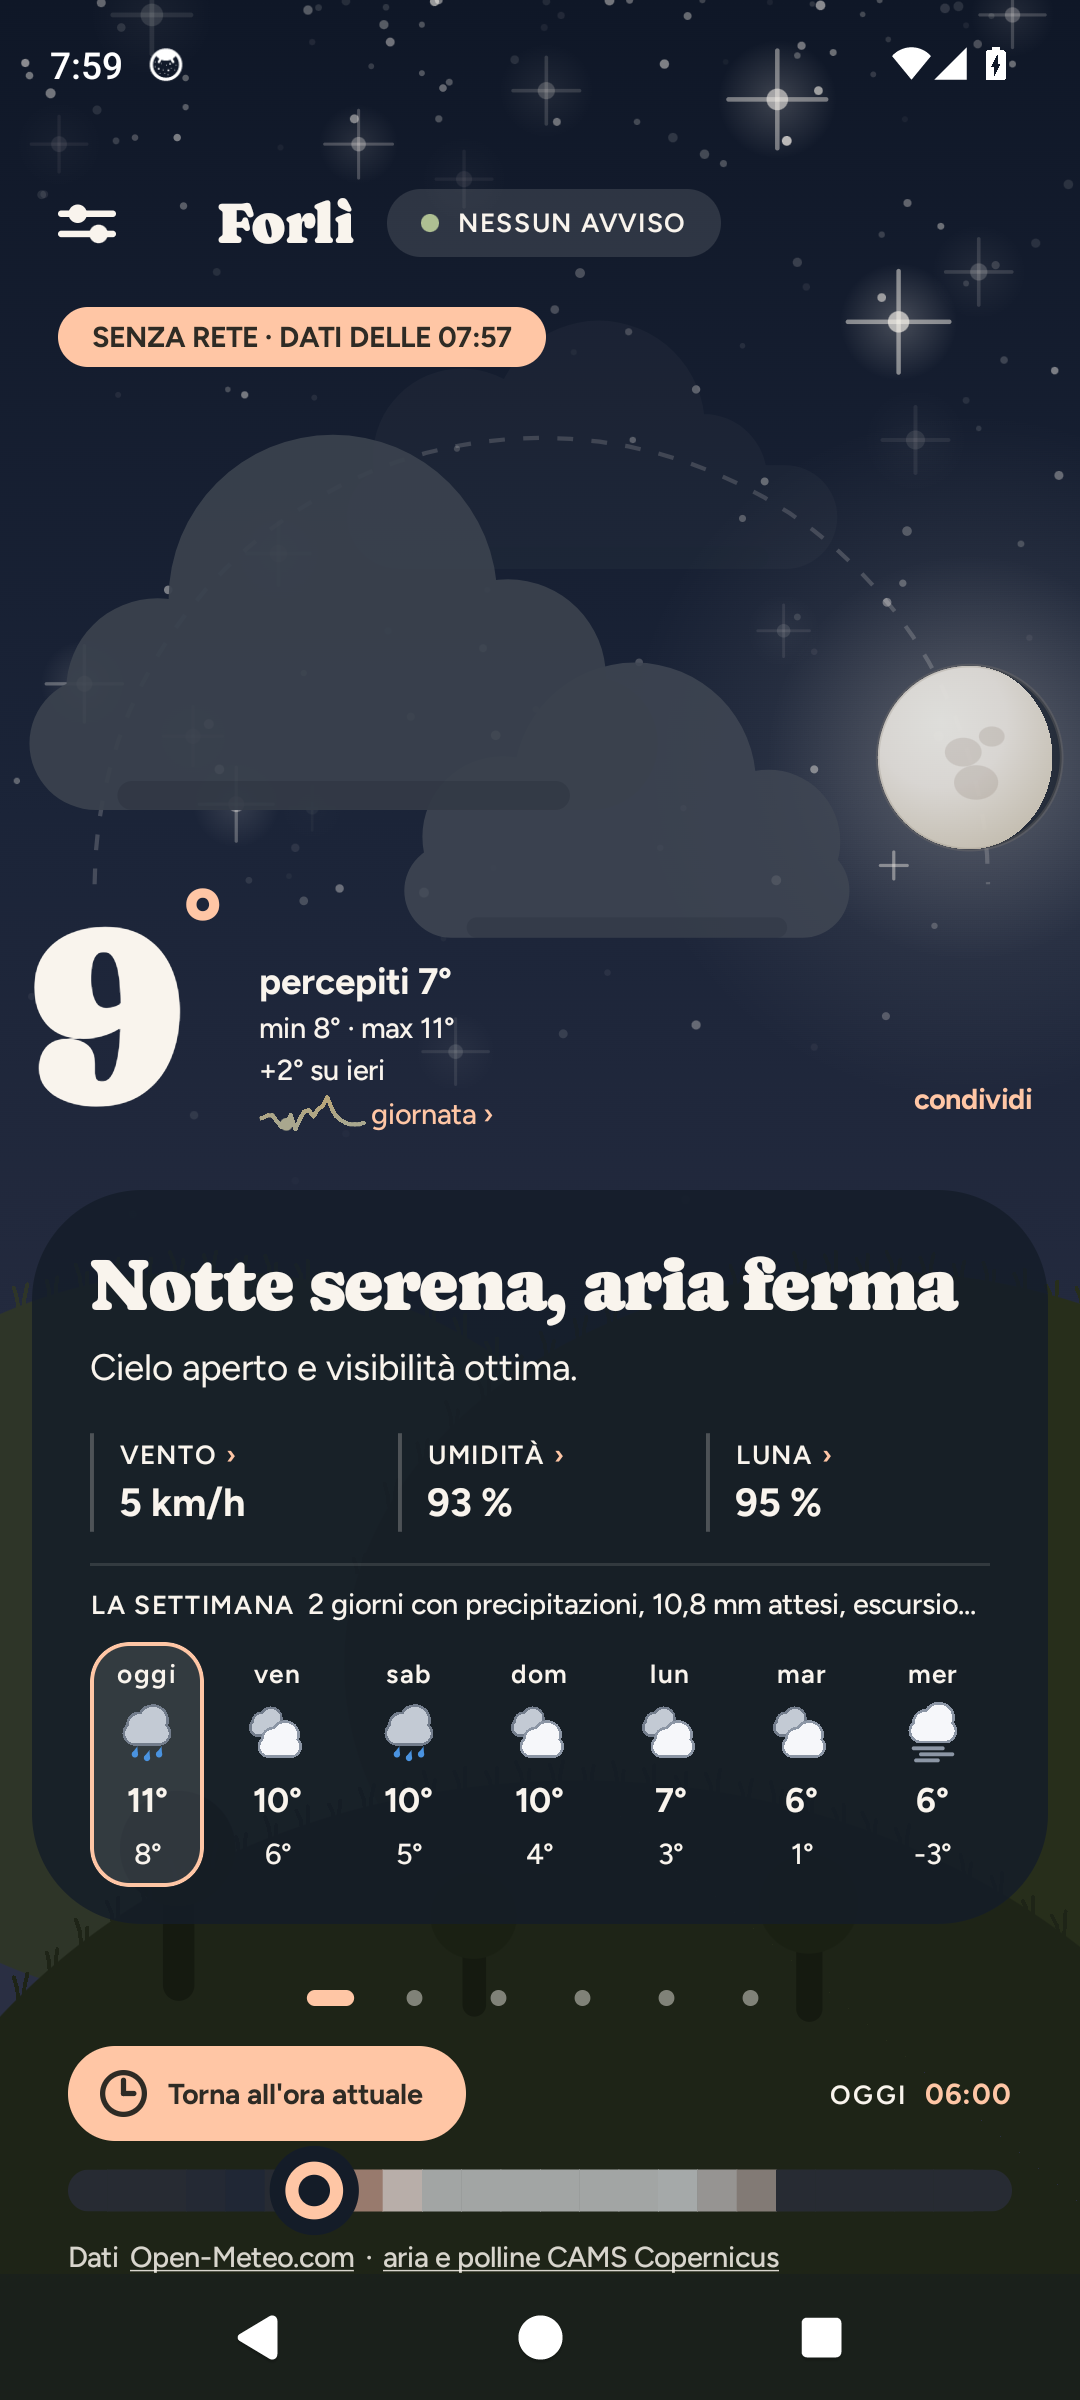 7:59
Forlì
NESSUN AVVISO
SENZA RETE · DATI DELLE 07:57
9°
percepiti 7°
min 8° · max 11°
+2° su ieri
giornata ›
condividi
Notte serena, aria ferma
Cielo aperto e visibilità ottima.
VENTO › UMIDITÀ › LUNA ›
5 km/h 93 % 95 %
LA SETTIMANA 2 giorni con precipitazioni, 10,8 mm attesi, escursio...
oggi ven sab dom lun mar mer
11° 10° 10° 10° 7° 6° 6°
8° 6° 5° 4° 3° 1° -3°
Torna all'ora attuale
OGGI 06:00
Dati Open-Meteo.com · aria e polline CAMS Copernicus